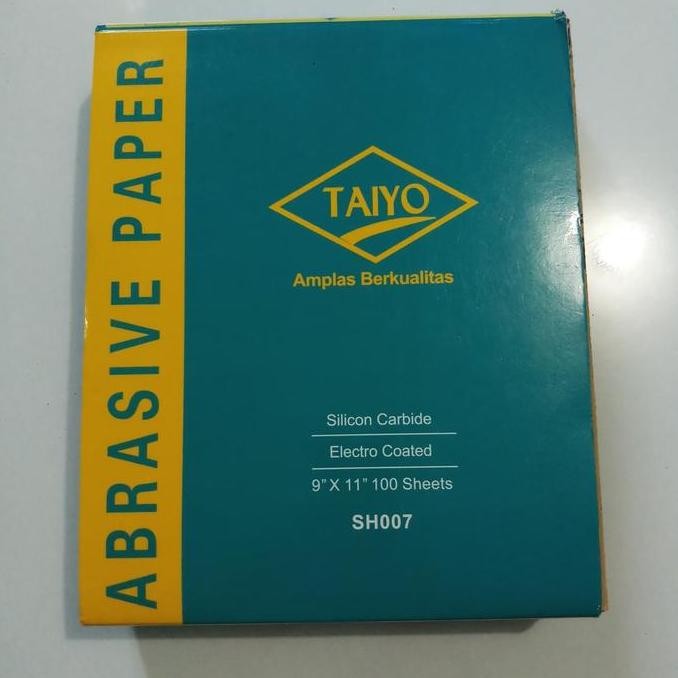 ABRASIVE PAPER
TAIYO
Amplas Berkualitas
Silicon Carbide
Electro Coated
9” X 11” 100 Sheets
SH007